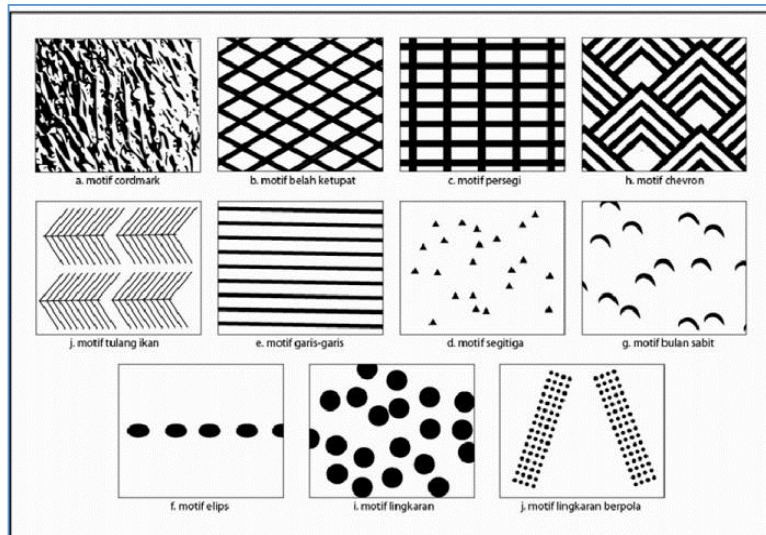 a. motif cordmark
b. motif belah ketupat
c. motif persegi
h. motif chevron
j. motif tulang ikan
e. motif garis-garis
d. motif segitiga
g. motif bulan sabit
f. motif elips
i. motif lingkaran
j. motif lingkaran berpola